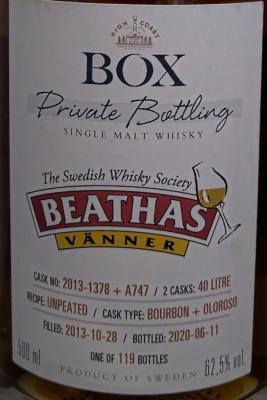 HIGH COAST
BOX
Private Bottling
SINGLE MALT WHISKY
The Swedish Whisky Society
BEATHAS
VÄNNER
CASK NO: 2013-1378 + A747 / 2 CASKS: 40 LITRE
RECIPE: UNPEATED / CASK TYPE: BOURBON + OLOROSO
FILLED: 2013-10-28 / BOTTLED: 2020-06-11
500 ml ONE OF 119 BOTTLES 62,5% vol.
PRODUCT OF SWEDEN